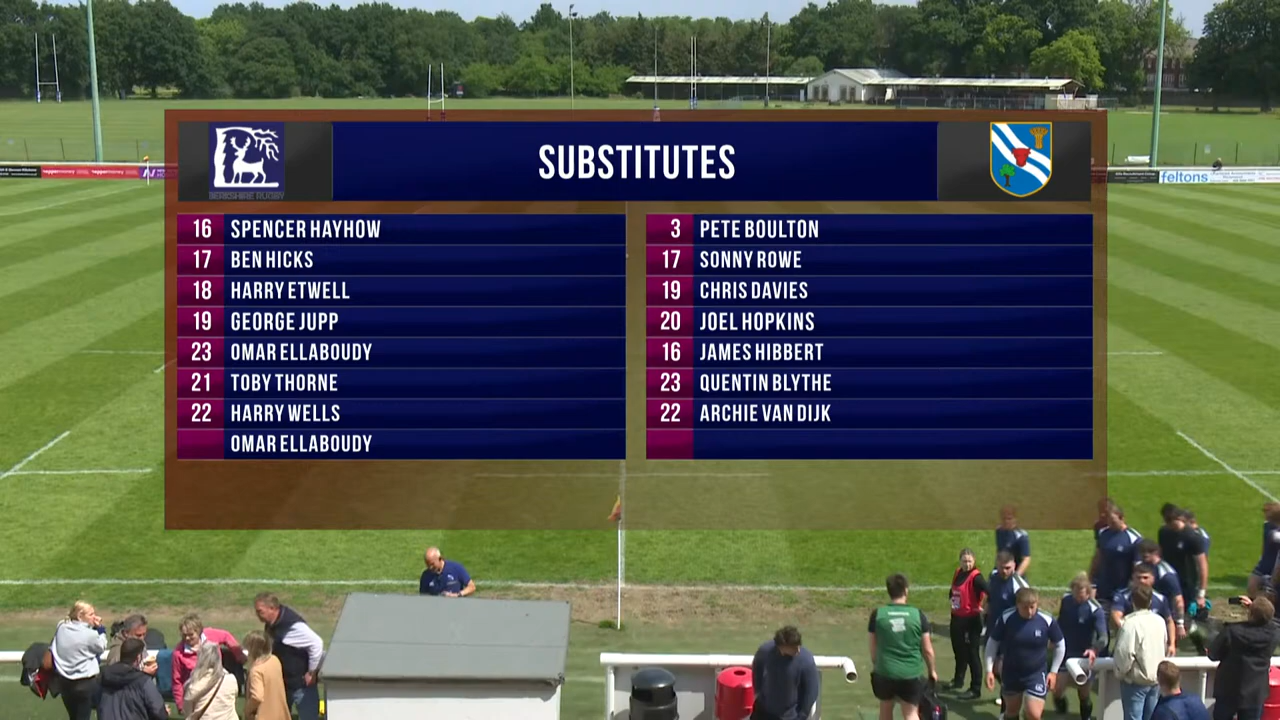 SUBSTITUTES
BERKSHIRE RUGBY
16 SPENCER HAYHOW
17 BEN HICKS
18 HARRY ETWELL
19 GEORGE JUPP
23 OMAR ELLABOUDY
21 TOBY THORNE
22 HARRY WELLS
OMAR ELLABOUDY
3 PETE BOULTON
17 SONNY ROWE
19 CHRIS DAVIES
20 JOEL HOPKINS
16 JAMES HIBBERT
23 QUENTIN BLYTHE
22 ARCHIE VAN DIJK
feltons